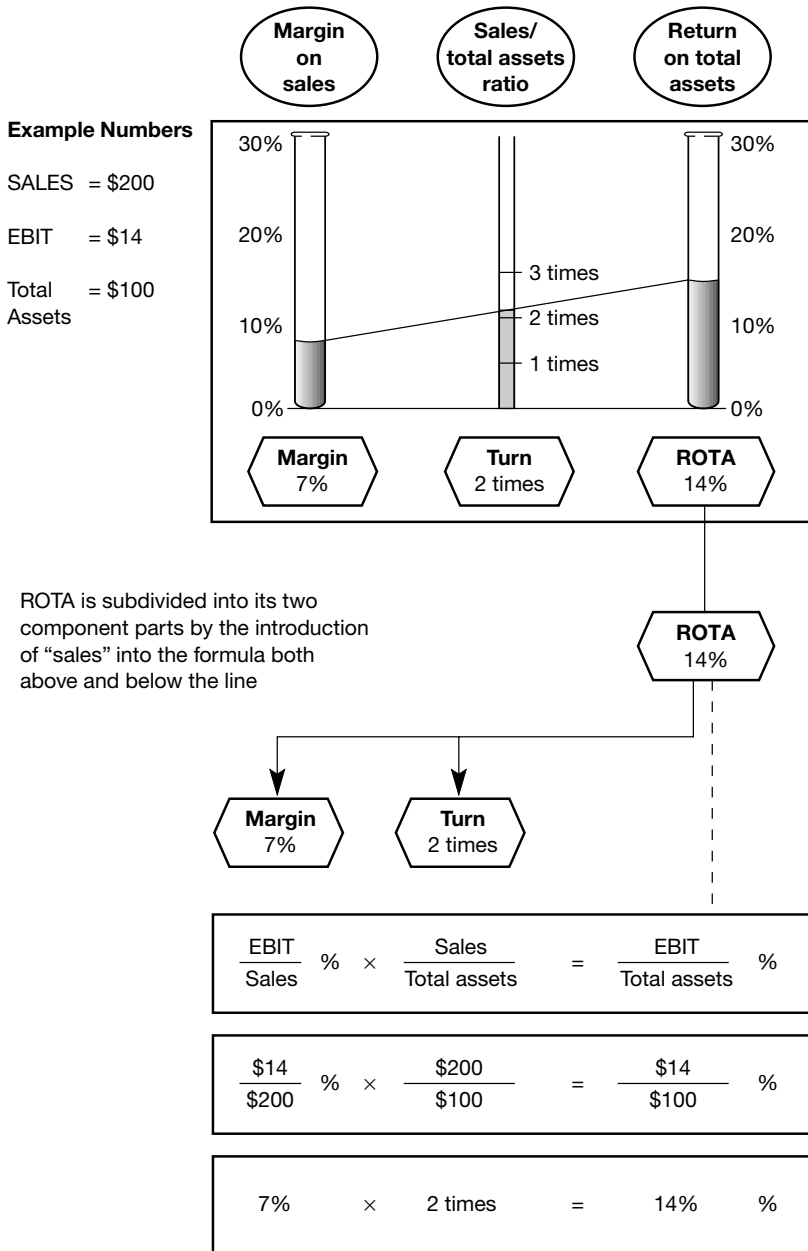 Margin
on
sales
Sales/
total assets
ratio
Return
on total
assets
Example Numbers
SALES = $200
EBIT = $14
Total = $100
Assets
30%
20%
10%
0%
3 times
2 times
1 times
30%
20%
10%
0%
Margin
7%
Turn
2 times
ROTA
14%
ROTA is subdivided into its two
component parts by the introduction
of “sales” into the formula both
above and below the line
ROTA
14%
Margin
7%
Turn
2 times
EBIT / Sales % × Sales / Total assets = EBIT / Total assets %
$14 / $200 % × $200 / $100 = $14 / $100 %
7% × 2 times = 14% %